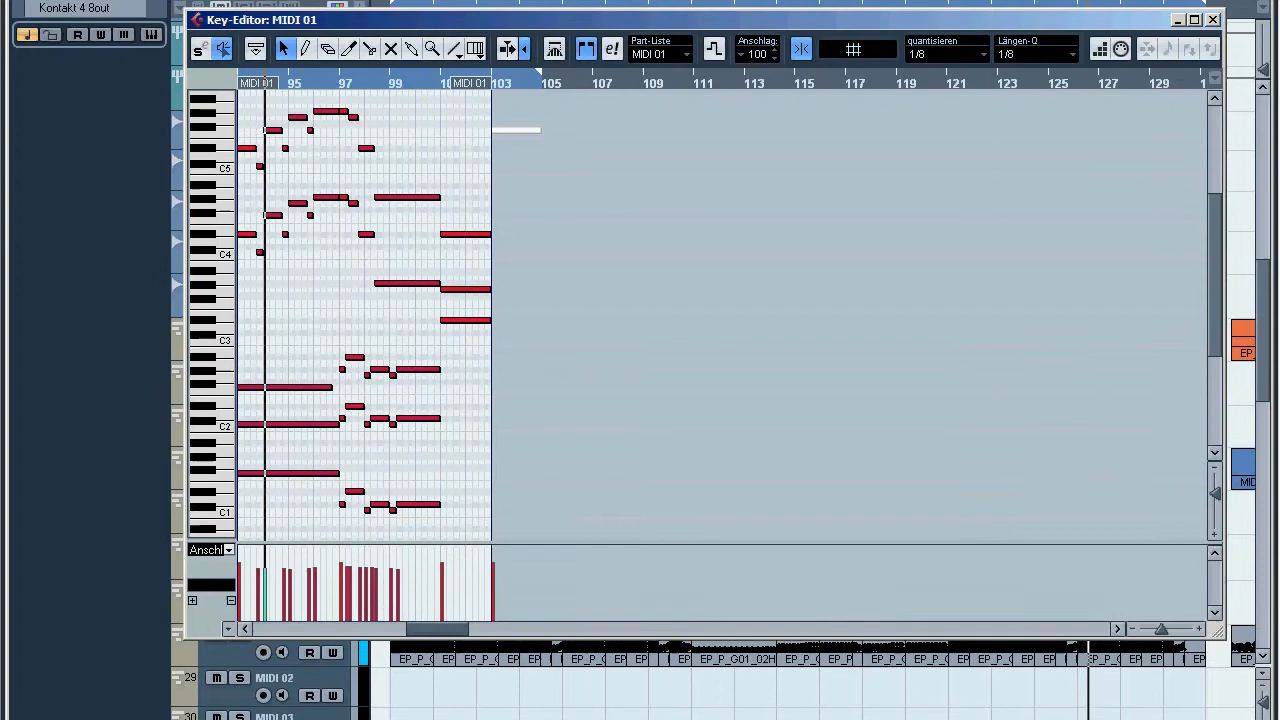 Kontakt 4 8out
R W
Key-Editor: MIDI 01
e!
Part-Liste
MIDI 01
Anschlag:
100
quantisieren
1/8
Längen-Q
1/8
95 97 99 103 105 107 109 111 113 115 117 119 121 123 125 127 129
MIDI 01
C5
C4
C3
C2
C1
Anschl
EP
MID
R W
EP_P_G01_02H
29 M S MIDI 02
R W
30 M S MIDI 03